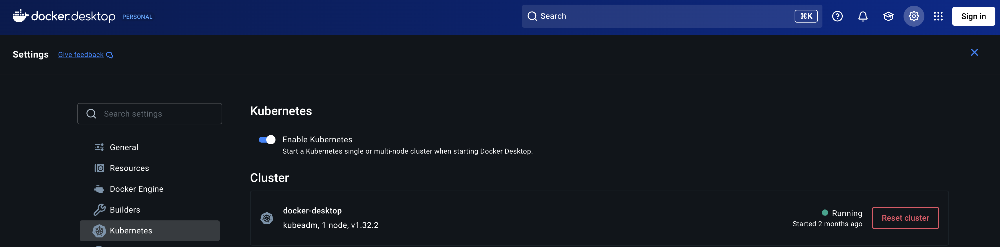 docker desktop PERSONAL
Search
⌘K
Sign in
Settings
Give feedback
Search settings
General
Resources
Docker Engine
Builders
Kubernetes
Kubernetes
Enable Kubernetes
Start a Kubernetes single or multi-node cluster when starting Docker Desktop.
Cluster
docker-desktop
kubeadm, 1 node, v1.32.2
Running
Started 2 months ago
Reset cluster